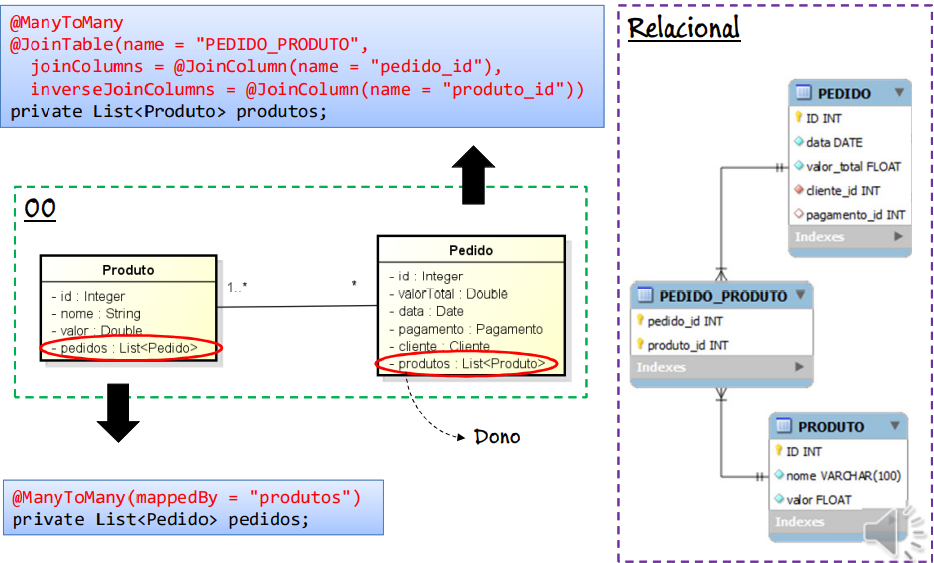 @ManyToMany
@JoinTable(name = "PEDIDO_PRODUTO",
joinColumns = @JoinColumn(name = "pedido_id"),
inverseJoinColumns = @JoinColumn(name = "produto_id"))
private List<Produto> produtos;
OO
Produto
- id : Integer
- nome : String
- valor : Double
- pedidos : List<Pedido>
1..*
*
Pedido
- id : Integer
- valorTotal : Double
- data : Date
- pagamento : Pagamento
- cliente : Cliente
- produtos : List<Produto>
Dono
@ManyToMany(mappedBy = "produtos")
private List<Pedido> pedidos;
Relacional
PEDIDO
ID INT
data DATE
valor_total FLOAT
cliente_id INT
pagamento_id INT
Indexes
PEDIDO_PRODUTO
pedido_id INT
produto_id INT
Indexes
PRODUTO
ID INT
nome VARCHAR(100)
valor FLOAT
Indexes